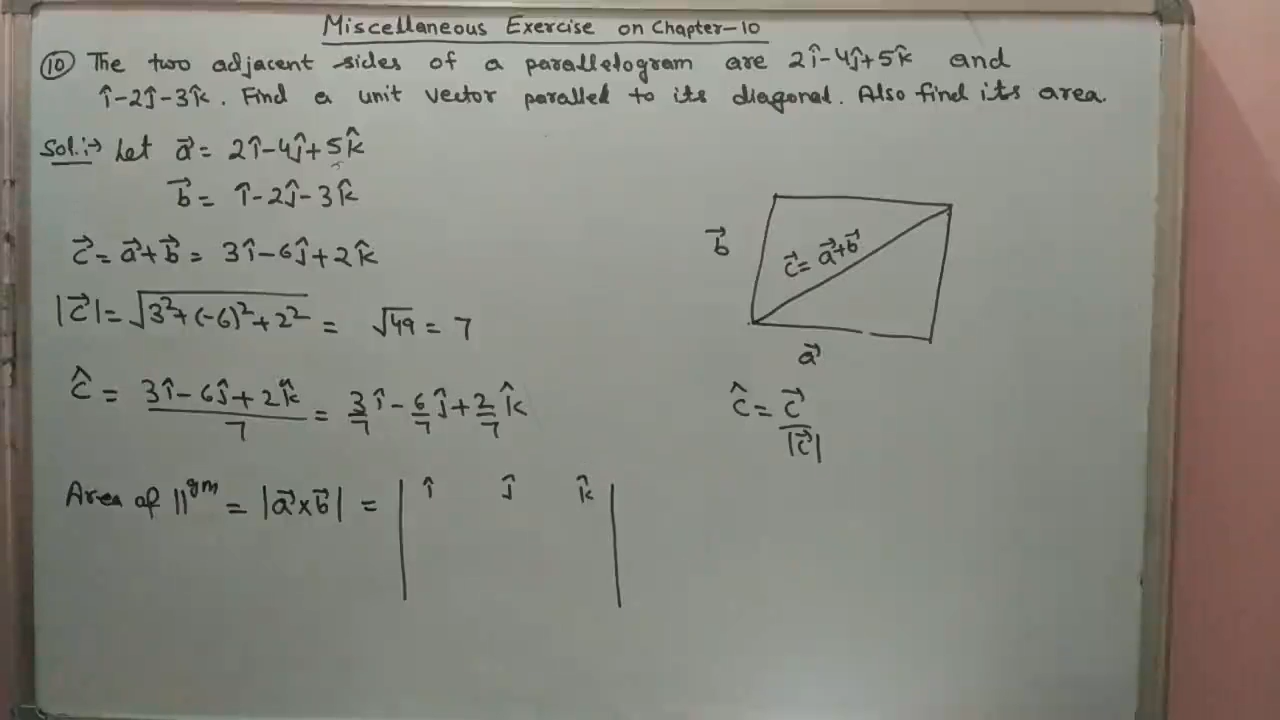 Miscellaneous Exercise on Chapter-10
⑩ The two adjacent sides of a parallelogram are 2î-4ĵ+5k̂ and
î-2ĵ-3k̂. Find a unit vector parallel to its diagonal. Also find its area.
Sol.:→ Let a⃗ = 2î-4ĵ+5k̂
b⃗ = î-2ĵ-3k̂
c⃗ = a⃗+b⃗ = 3î-6ĵ+2k̂
|c⃗| = √(3²+(-6)²+2²) = √49 = 7
ĉ = (3î-6ĵ+2k̂)/7 = 3/7 î - 6/7 ĵ + 2/7 k̂
Area of ||gm = |a⃗×b⃗| = | î ĵ k̂ |
b⃗
c⃗ = a⃗+b⃗
a⃗
ĉ = c⃗/|c⃗|